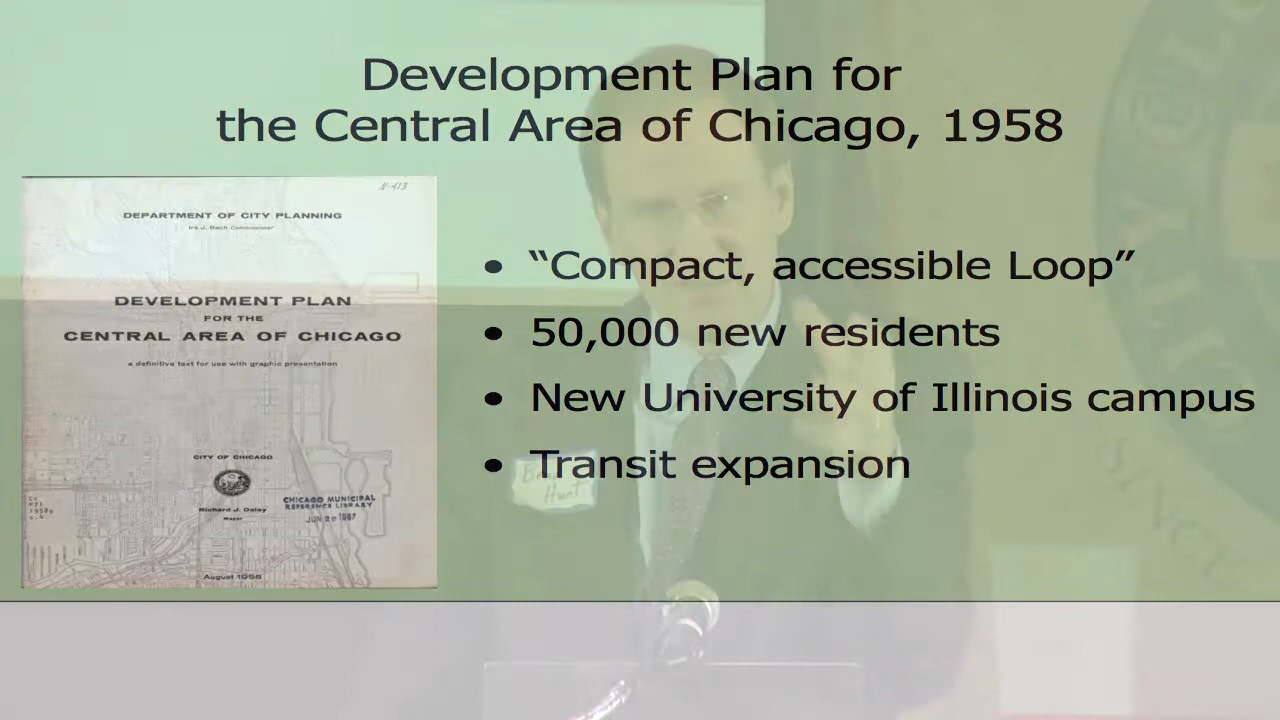 Development Plan for
the Central Area of Chicago, 1958
N-413
DEPARTMENT OF CITY PLANNING
Ira J. Bach Commissioner
DEVELOPMENT PLAN
FOR THE
CENTRAL AREA OF CHICAGO
a definitive text for use with graphic presentation
CITY OF CHICAGO
Richard J. Daley
Mayor
CHICAGO MUNICIPAL
REFERENCE LIBRARY
August 1958
• “Compact, accessible Loop”
• 50,000 new residents
• New University of Illinois campus
• Transit expansion
Hunt